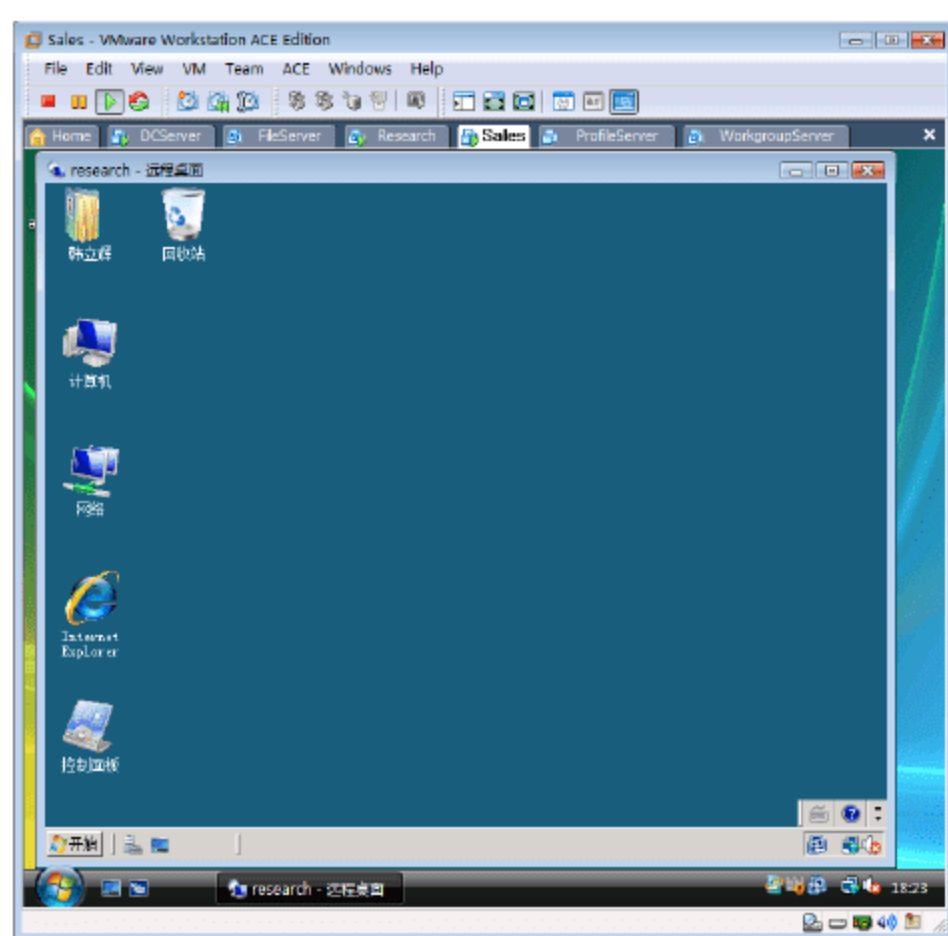 Sales - VMware Workstation ACE Edition
File Edit View VM Team ACE Windows Help
Home DCServer FileServer Research Sales ProfileServer WorkgroupServer
research - 远程桌面
韩立辉 回收站
计算机
网络
Internet
Explorer
控制面板
开始
research - 远程桌面 18:23